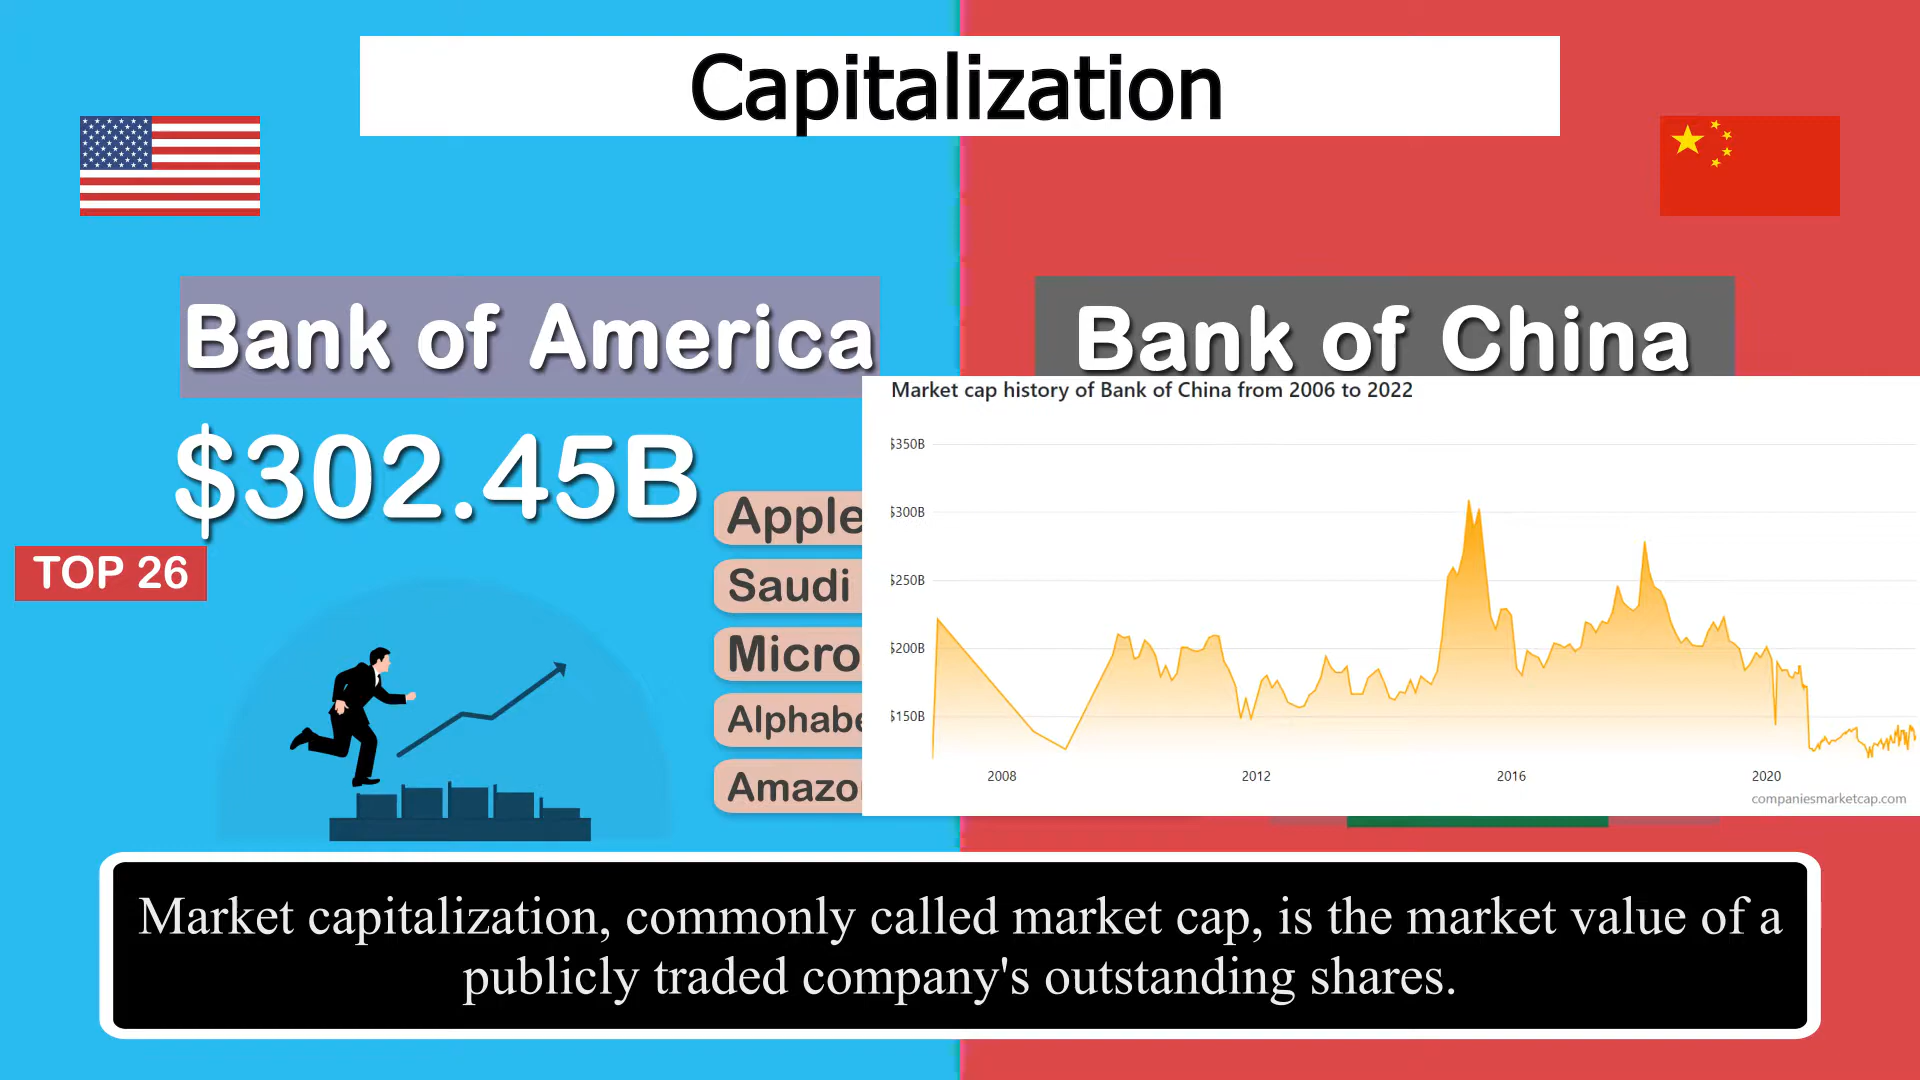 Capitalization
Bank of America
Bank of China
$302.45B
TOP 26
Apple
Saudi
Micro
Alphabe
Amazo
Market cap history of Bank of China from 2006 to 2022
$350B
$300B
$250B
$200B
$150B
2008 2012 2016 2020
companiesmarketcap.com
Market capitalization, commonly called market cap, is the market value of a
publicly traded company's outstanding shares.